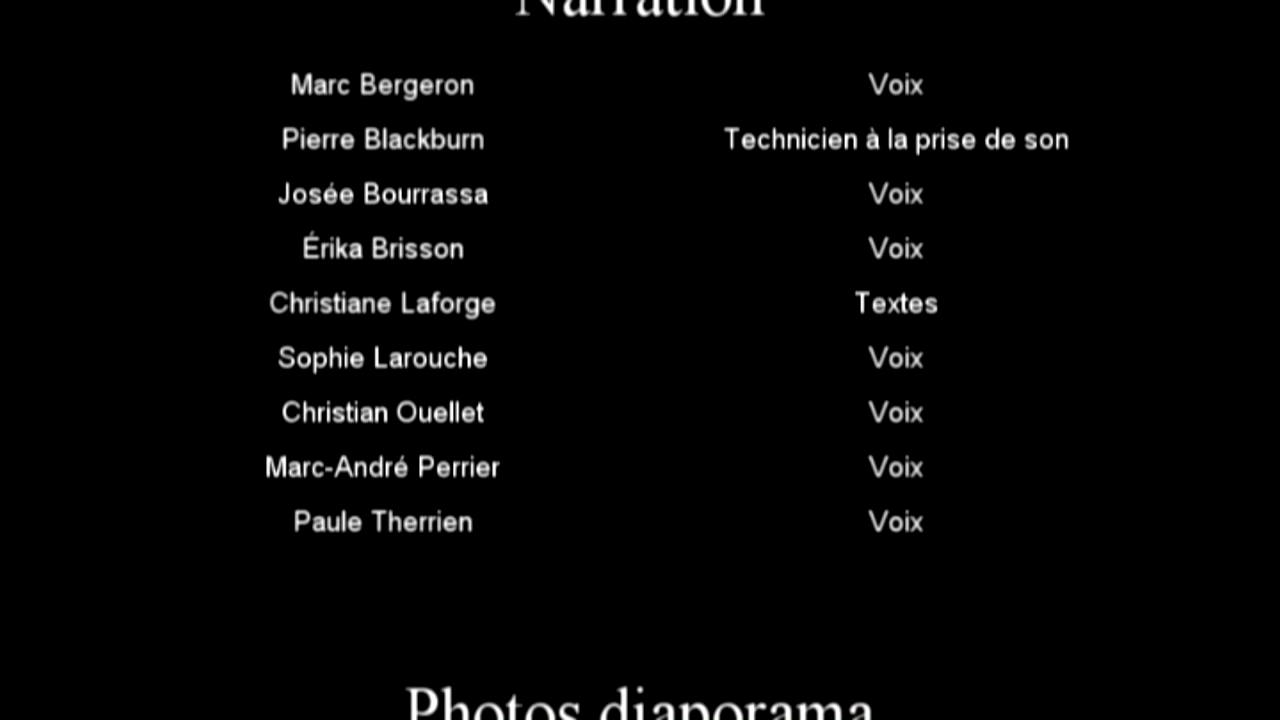 Narration
Marc Bergeron Voix
Pierre Blackburn Technicien à la prise de son
Josée Bourrassa Voix
Érika Brisson Voix
Christiane Laforge Textes
Sophie Larouche Voix
Christian Ouellet Voix
Marc-André Perrier Voix
Paule Therrien Voix
Photos diaporama